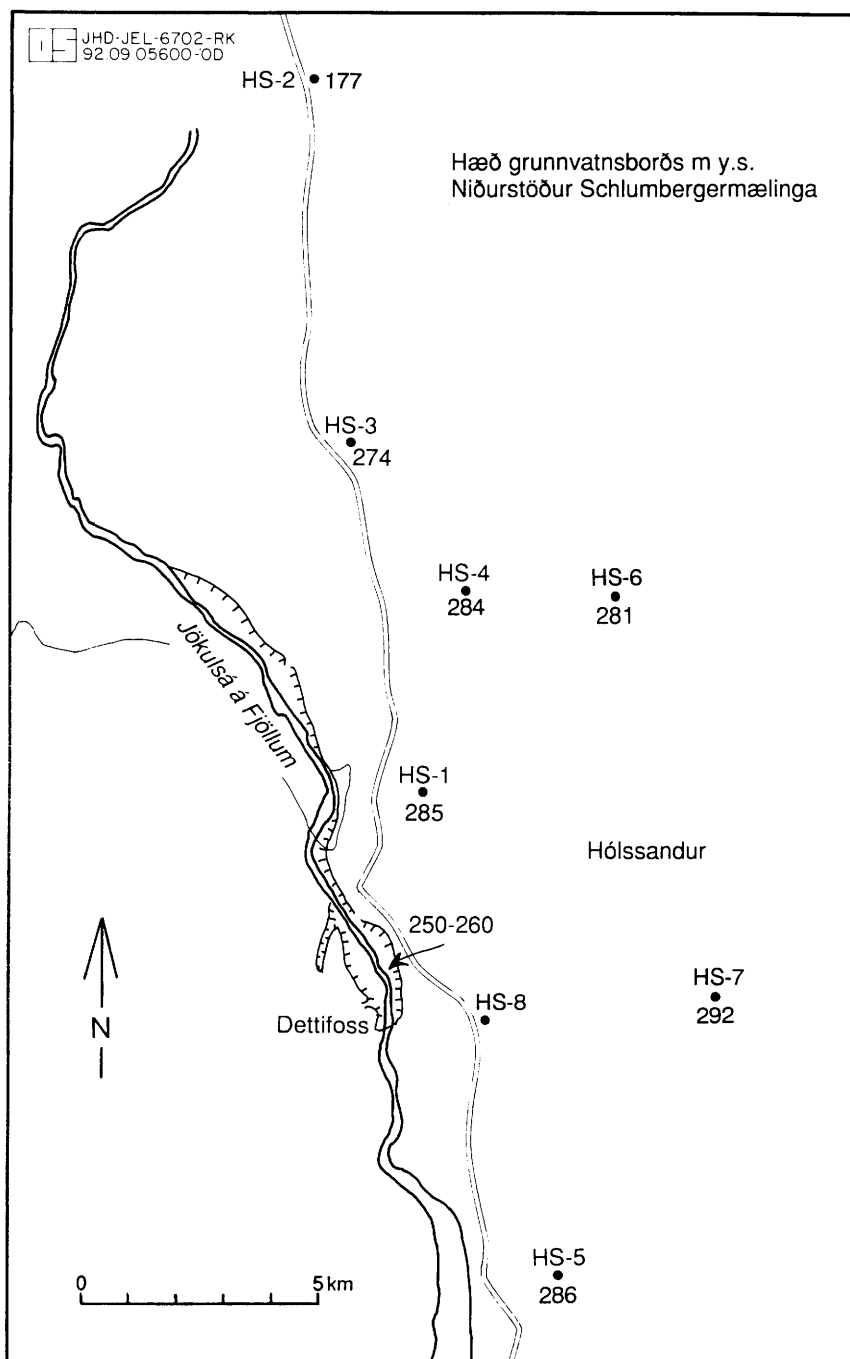 OS JHD-JEL-6702-RK
92.09.05600-OD
HS-2 177
Hæð grunnvatnsborðs m y.s.
Niðurstöður Schlumbergermælinga
HS-3
274
HS-4
284
HS-6
281
Jökulsá á Fjöllum
HS-1
285
Hólssandur
250-260
HS-7
292
HS-8
Dettifoss
N
HS-5
286
0 5 km